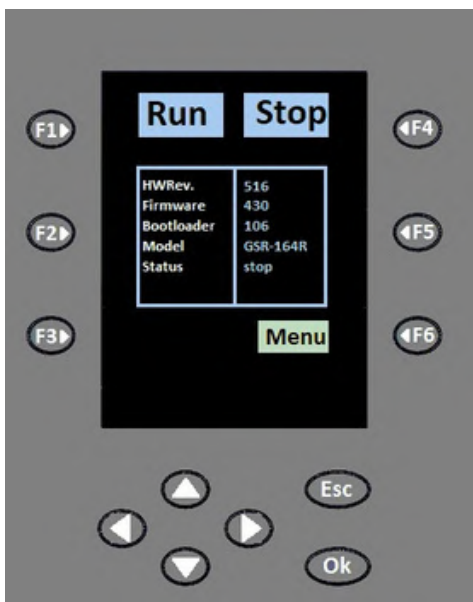 Run Stop
F1 F4
HWRev. 516
Firmware 430
F2 F5
Bootloader 106
Model GSR-164R
Status stop
F3 Menu F6
Esc
Ok